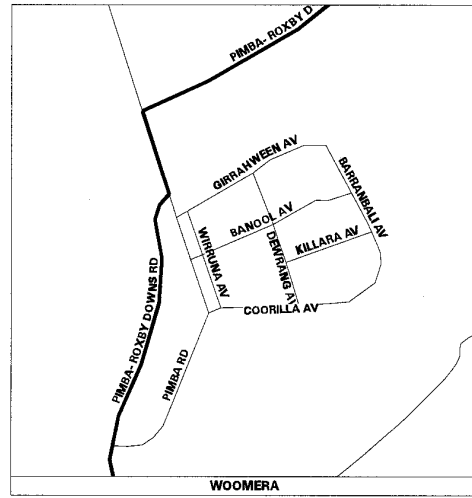 PIMBA- ROXBY D
GIRRAHWEEN AV
BARRANBALI AV
BANOOL AV
WIRRUNA AV
DEWRANG AV
KILLARA AV
COORILLA AV
PIMBA- ROXBY DOWNS RD
PIMBA RD
WOOMERA